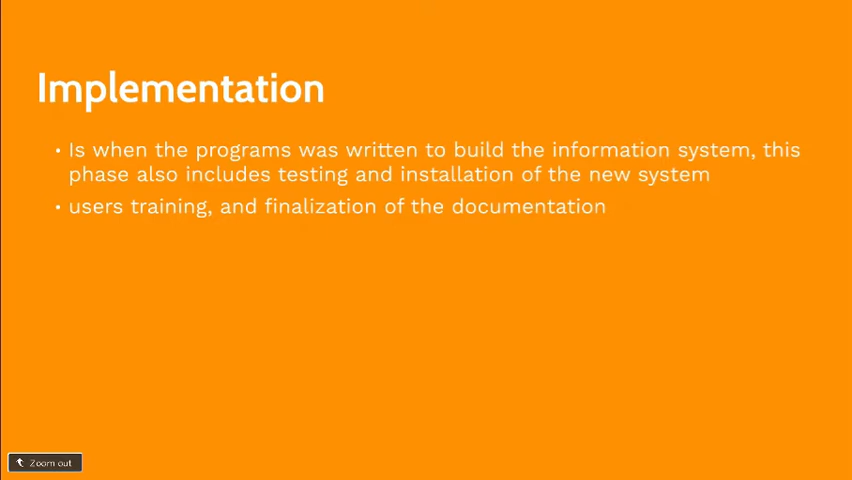 Implementation
• Is when the programs was written to build the information system, this
phase also includes testing and installation of the new system
• users training, and finalization of the documentation
Zoom out